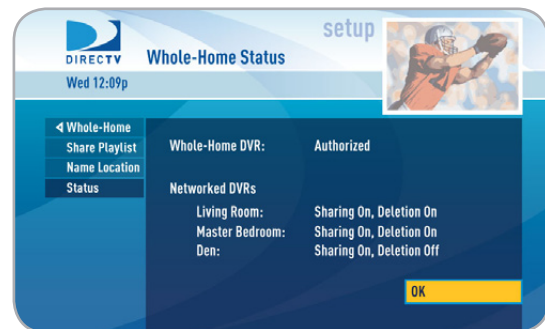 setup
DIRECTV
Whole-Home Status
Wed 12:09p
Whole-Home
Share Playlist
Name Location
Status
Whole-Home DVR: Authorized
Networked DVRs
Living Room: Sharing On, Deletion On
Master Bedroom: Sharing On, Deletion On
Den: Sharing On, Deletion Off
OK